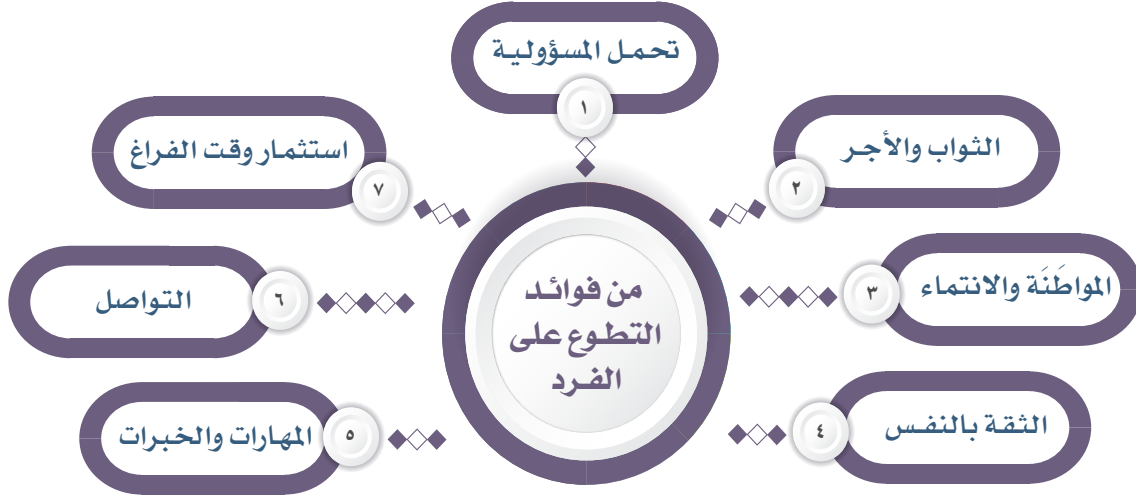 من فوائد
التطوع على
الفرد
تحمل المسؤولية
١
الثواب والأجر
٢
المواطَنَة والانتماء
٣
الثقة بالنفس
٤
المهارات والخبرات
٥
التواصل
٦
استثمار وقت الفراغ
٧